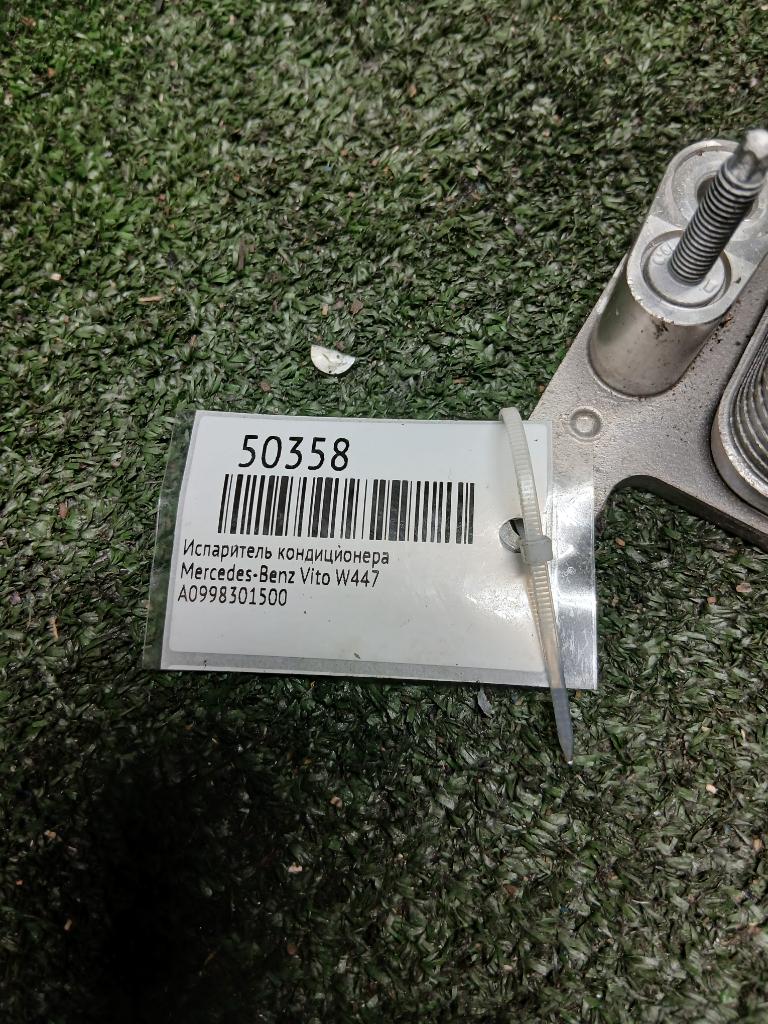 50358
Испаритель кондиционера
Mercedes-Benz Vito W447
A0998301500